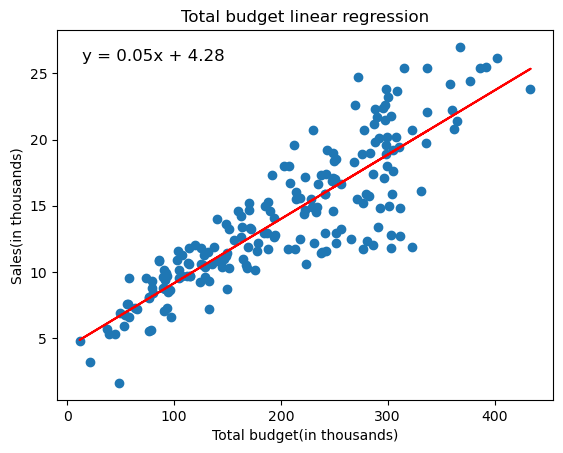 Total budget linear regression
y = 0.05x + 4.28
Sales(in thousands)
25
20
15
10
5
0
100
200
300
400
Total budget(in thousands)